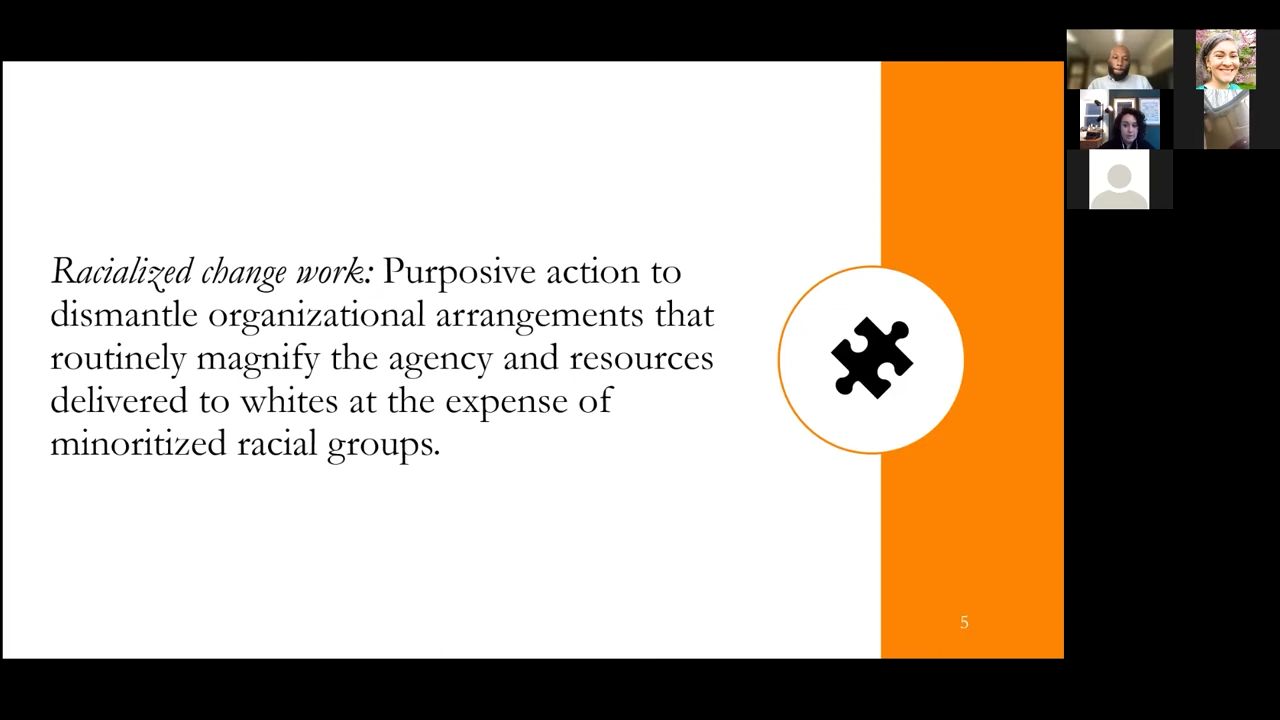 Racialized change work: Purposive action to
dismantle organizational arrangements that
routinely magnify the agency and resources
delivered to whites at the expense of
minoritized racial groups.
5